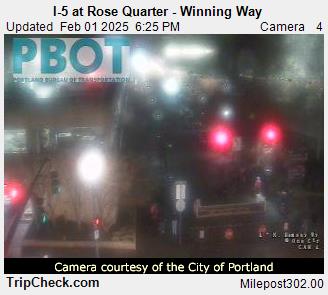 I-5 at Rose Quarter - Winning Way
Updated Feb 01 2025 6:25 PM Camera 4
PBOT
PORTLAND BUREAU OF TRANSPORTATION
Camera courtesy of the City of Portland
TripCheck.com Milepost302.00